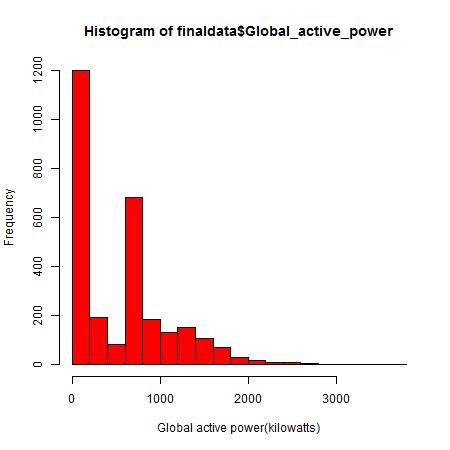 Histogram of finaldata$Global_active_power
Frequency
1200
1000
800
600
400
200
0
0 1000 2000 3000
Global active power(kilowatts)